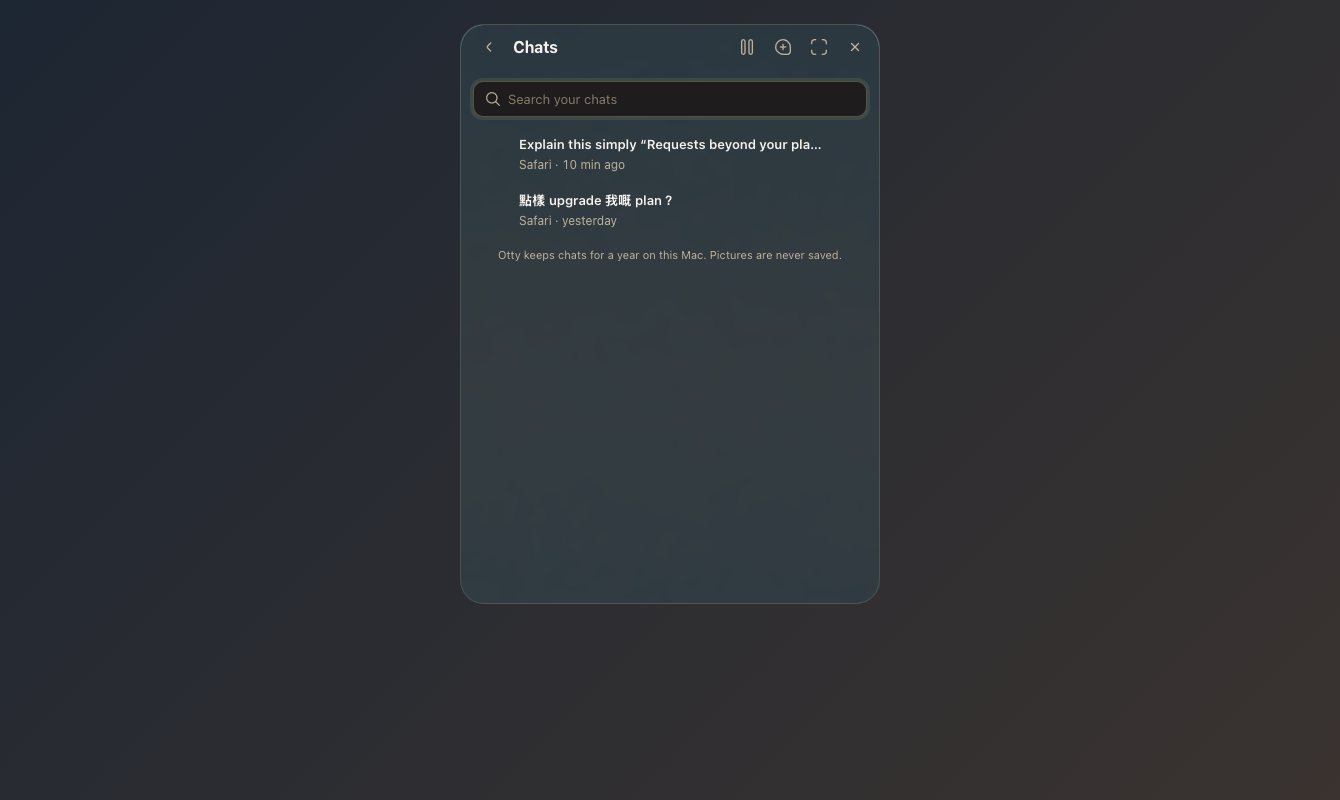 Chats
Search your chats
Explain this simply “Requests beyond your pla...
Safari · 10 min ago
點樣 upgrade 我嘅 plan？
Safari · yesterday
Otty keeps chats for a year on this Mac. Pictures are never saved.